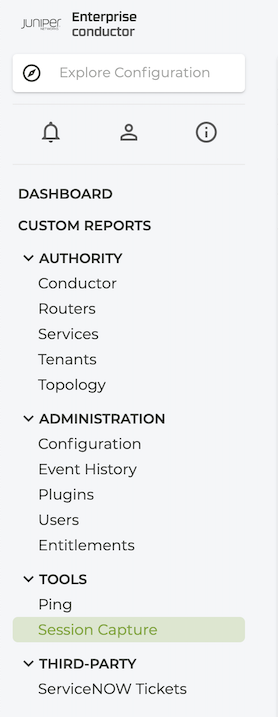 JUNIPER
NETWORKS
Enterprise
conductor
Explore Configuration
DASHBOARD
CUSTOM REPORTS
AUTHORITY
Conductor
Routers
Services
Tenants
Topology
ADMINISTRATION
Configuration
Event History
Plugins
Users
Entitlements
TOOLS
Ping
Session Capture
THIRD-PARTY
ServiceNOW Tickets